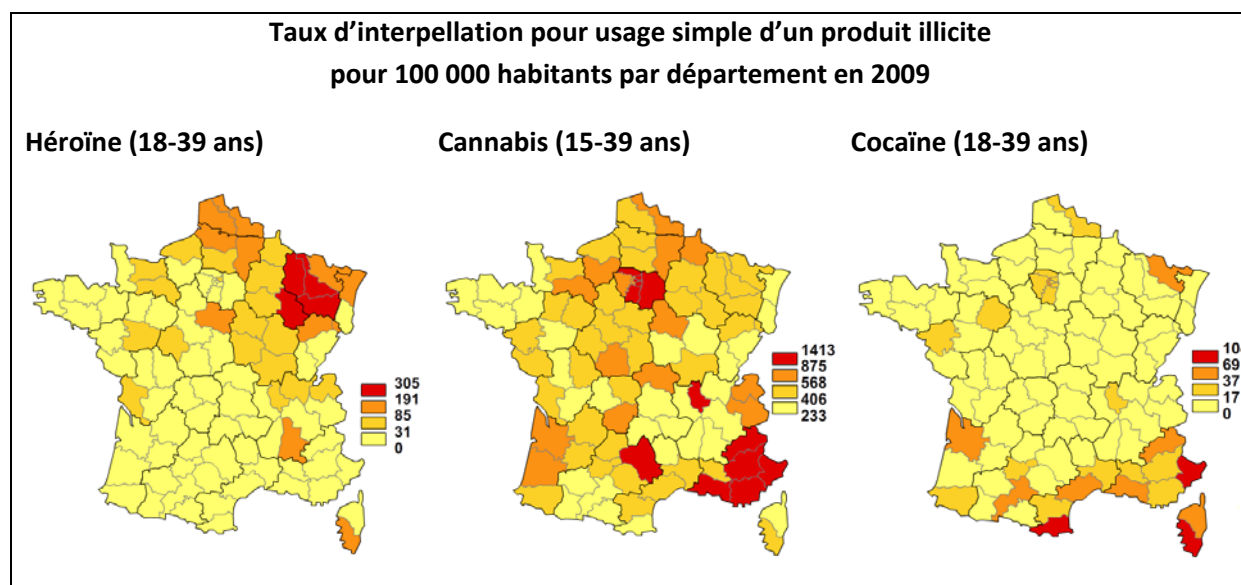 Taux d’interpellation pour usage simple d’un produit illicite
pour 100 000 habitants par département en 2009
Héroïne (18-39 ans)
Cannabis (15-39 ans)
Cocaïne (18-39 ans)
305
191
85
31
0
1413
875
568
406
233
69
37
17
0